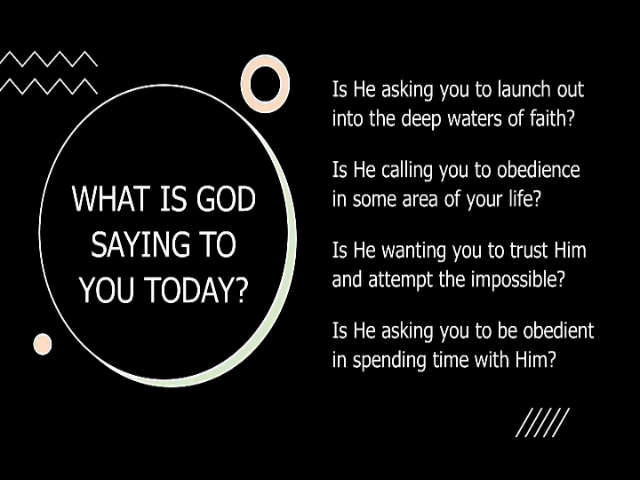 WHAT IS GOD
SAYING TO
YOU TODAY?
Is He asking you to launch out
into the deep waters of faith?
Is He calling you to obedience
in some area of your life?
Is He wanting you to trust Him
and attempt the impossible?
Is He asking you to be obedient
in spending time with Him?